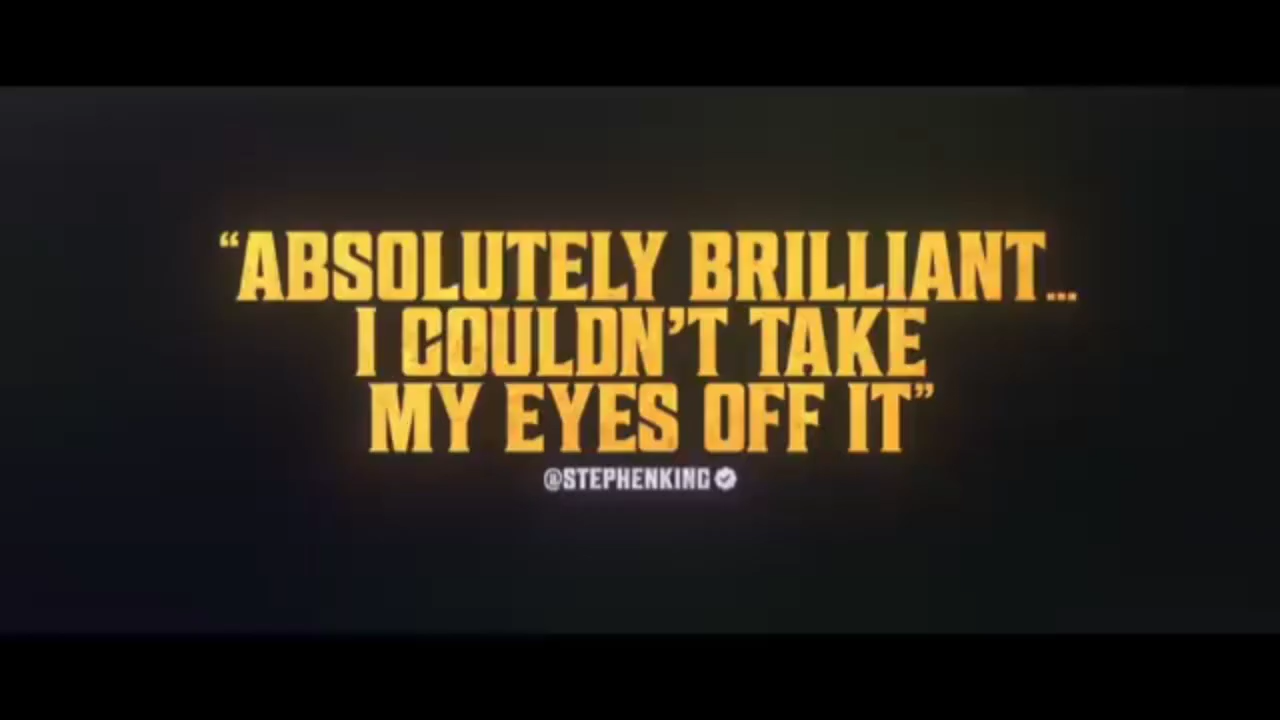 “ABSOLUTELY BRILLIANT...
I COULDN’T TAKE
MY EYES OFF IT”
@STEPHENKING